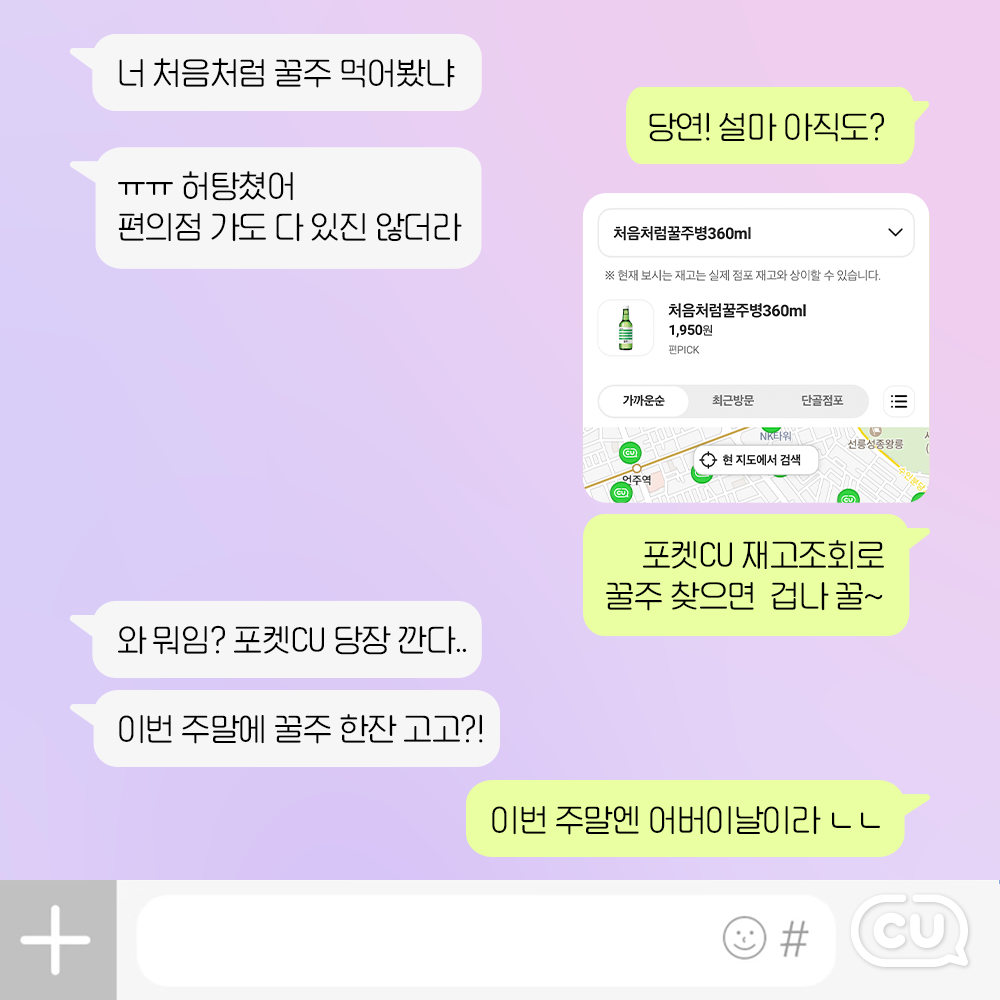 너 처음처럼 꿀주 먹어봤냐
당연! 설마 아직도?
ㅠㅠ 허탕쳤어
편의점 가도 다 있진 않더라
처음처럼꿀주병360ml
※ 현재 보시는 재고는 실제 점포 재고와 상이할 수 있습니다.
처음처럼꿀주병360ml
1,950원
편PICK
가까운순 최근방문 단골점포
NK타워
선릉성종왕릉
현 지도에서 검색
언주역
수인분당
CU
CU
CU
포켓CU 재고조회로
꿀주 찾으면 겁나 꿀~
와 뭐임? 포켓CU 당장 깐다..
이번 주말에 꿀주 한잔 고고?!
이번 주말엔 어버이날이라 ㄴㄴ
#
CU